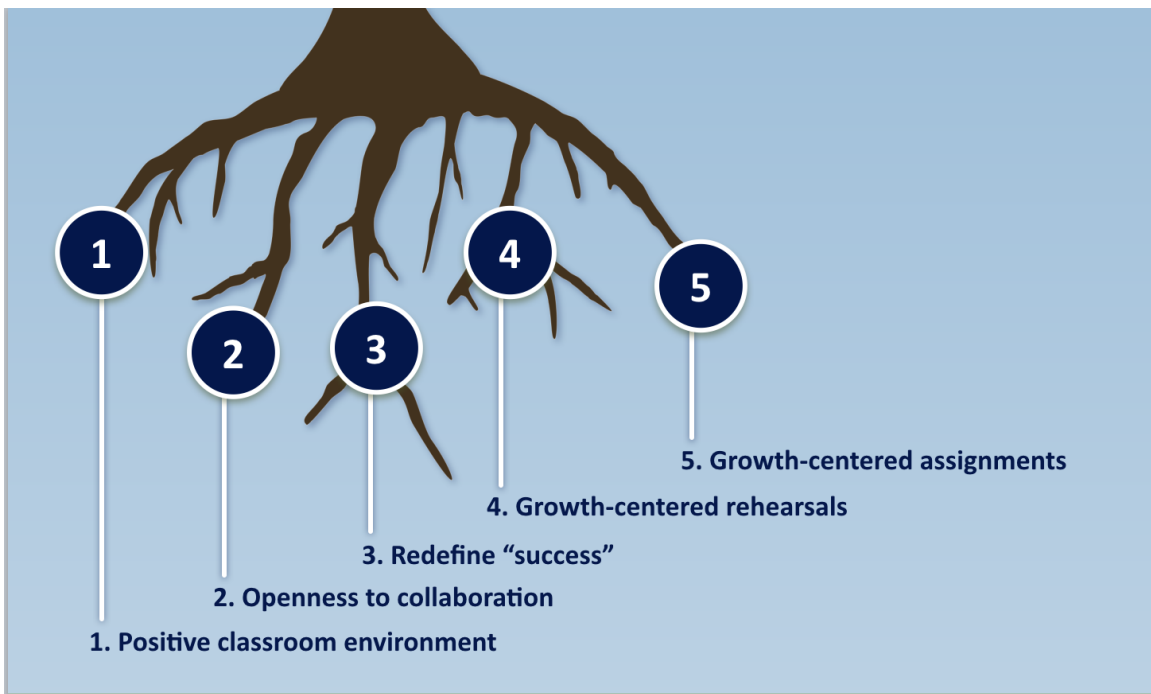 1
2
3
4
5
5. Growth-centered assignments
4. Growth-centered rehearsals
3. Redefine “success”
2. Openness to collaboration
1. Positive classroom environment